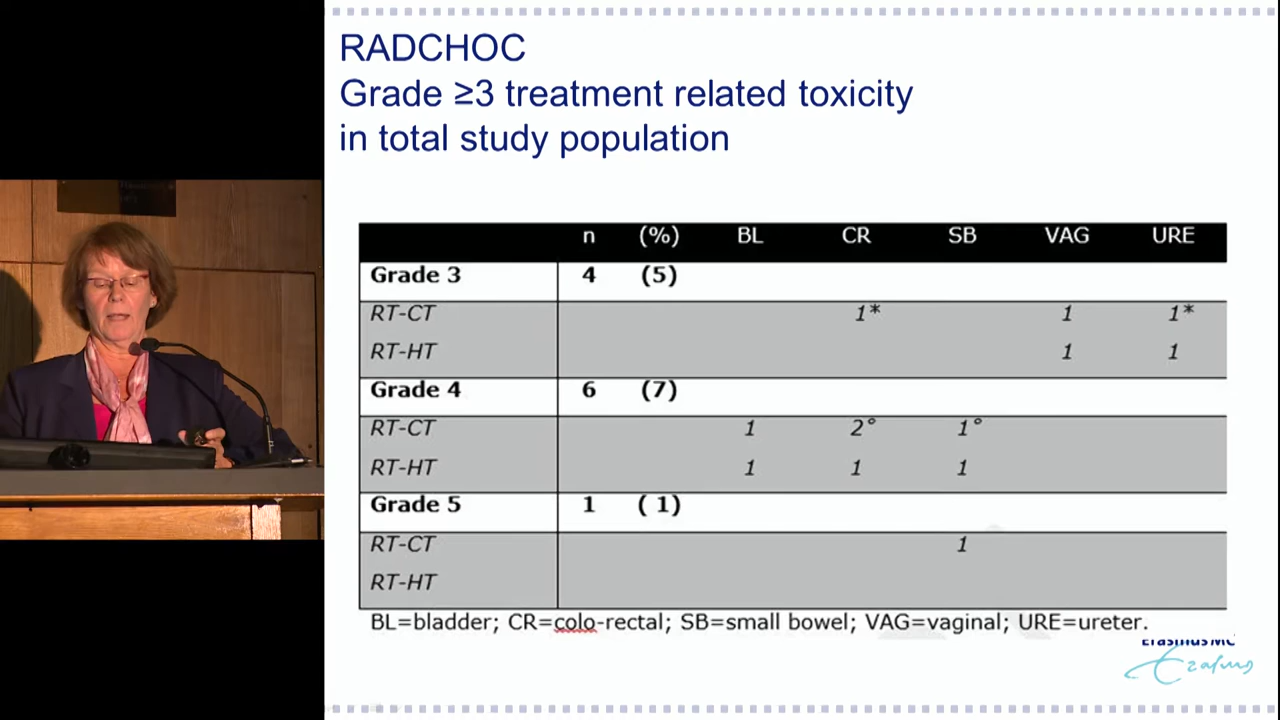 RADCHOC
Grade ≥3 treatment related toxicity
in total study population
n (%) BL CR SB VAG URE
Grade 3 4 (5)
RT-CT 1* 1 1*
RT-HT 1 1
Grade 4 6 (7)
RT-CT 1 2° 1°
RT-HT 1 1 1
Grade 5 1 ( 1)
RT-CT 1
RT-HT
BL=bladder; CR=colo-rectal; SB=small bowel; VAG=vaginal; URE=ureter.
Erasmus MC
Erasmus